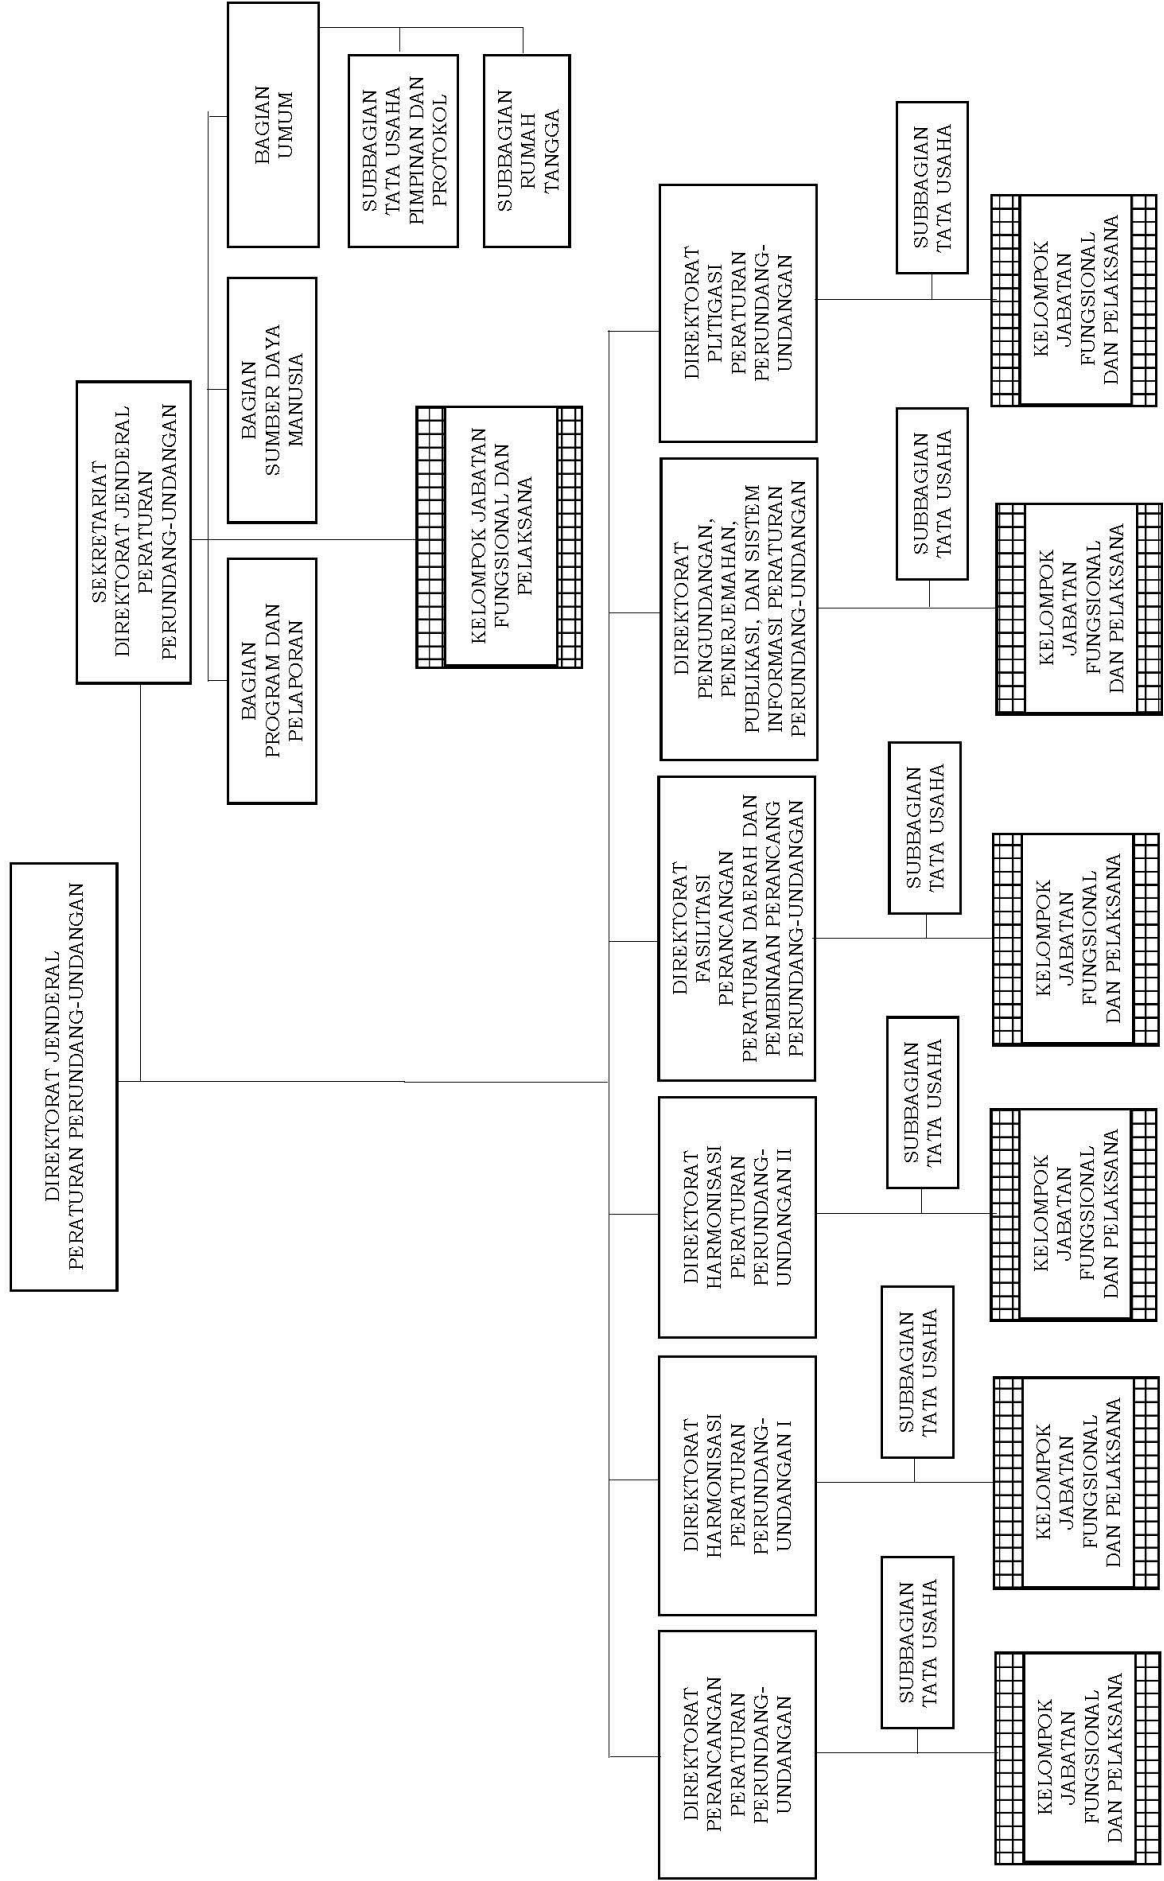 DIREKTORAT JENDERAL
PERATURAN PERUNDANG-UNDANGAN
SEKRETARIAT
DIREKTORAT JENDERAL
PERATURAN
PERUNDANG-UNDANGAN
BAGIAN
PROGRAM DAN
PELAPORAN
BAGIAN
SUMBER DAYA
MANUSIA
BAGIAN
UMUM
SUBBAGIAN
TATA USAHA
PIMPINAN DAN
PROTOKOL
SUBBAGIAN
RUMAH
TANGGA
KELOMPOK JABATAN
FUNGSIONAL DAN
PELAKSANA
DIREKTORAT
PERANCANGAN
PERATURAN
PERUNDANG-
UNDANGAN
DIREKTORAT
HARMONISASI
PERATURAN
PERUNDANG-
UNDANGAN I
DIREKTORAT
HARMONISASI
PERATURAN
PERUNDANG-
UNDANGAN II
DIREKTORAT
FASILITASI
PERANCANGAN
PERATURAN DAERAH DAN
PEMBINAAN PERANCANG
PERUNDANG-UNDANGAN
DIREKTORAT
PENGUNDANGAN,
PENERJEMAHAN,
PUBLIKASI, DAN SISTEM
INFORMASI PERATURAN
PERUNDANG-UNDANGAN
DIREKTORAT
PLITIGASI
PERATURAN
PERUNDANG-
UNDANGAN
SUBBAGIAN
TATA USAHA
SUBBAGIAN
TATA USAHA
SUBBAGIAN
TATA USAHA
SUBBAGIAN
TATA USAHA
SUBBAGIAN
TATA USAHA
SUBBAGIAN
TATA USAHA
KELOMPOK
JABATAN
FUNGSIONAL
DAN PELAKSANA
KELOMPOK
JABATAN
FUNGSIONAL
DAN PELAKSANA
KELOMPOK
JABATAN
FUNGSIONAL
DAN PELAKSANA
KELOMPOK
JABATAN
FUNGSIONAL
DAN PELAKSANA
KELOMPOK
JABATAN
FUNGSIONAL
DAN PELAKSANA
KELOMPOK
JABATAN
FUNGSIONAL
DAN PELAKSANA